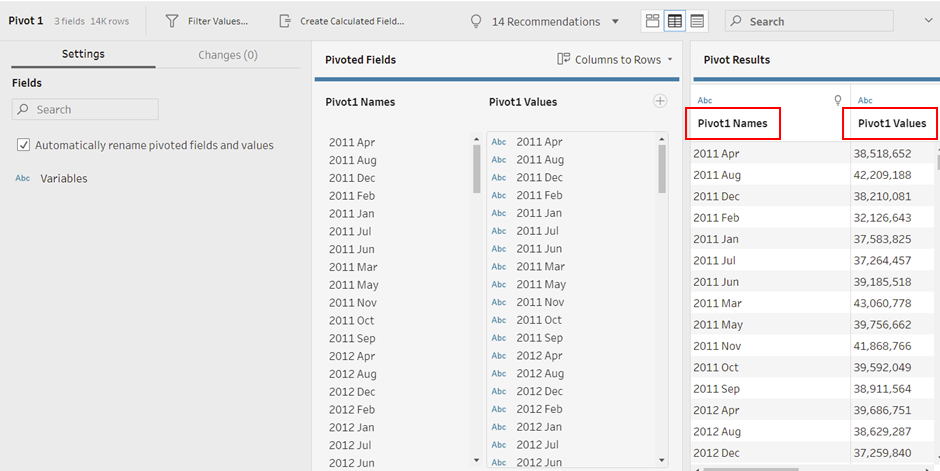 Pivot 1 3 fields 14K rows Filter Values... Create Calculated Field... 14 Recommendations Search
Settings Changes (0)
Fields
Search
Automatically rename pivoted fields and values
Abc Variables
Pivoted Fields Columns to Rows
Pivot1 Names Pivot1 Values
2011 Apr Abc 2011 Apr
2011 Aug Abc 2011 Aug
2011 Dec Abc 2011 Dec
2011 Feb Abc 2011 Feb
2011 Jan Abc 2011 Jan
2011 Jul Abc 2011 Jul
2011 Jun Abc 2011 Jun
2011 Mar Abc 2011 Mar
2011 May Abc 2011 May
2011 Nov Abc 2011 Nov
2011 Oct Abc 2011 Oct
2011 Sep Abc 2011 Sep
2012 Apr Abc 2012 Apr
2012 Aug Abc 2012 Aug
2012 Dec Abc 2012 Dec
2012 Feb Abc 2012 Feb
2012 Jan Abc 2012 Jan
2012 Jul Abc 2012 Jul
2012 Jun Abc 2012 Jun
Pivot Results
Abc Abc
Pivot1 Names Pivot1 Values
2011 Apr 38,518,652
2011 Aug 42,209,188
2011 Dec 38,210,081
2011 Feb 32,126,643
2011 Jan 37,583,825
2011 Jul 37,264,457
2011 Jun 39,185,518
2011 Mar 43,060,778
2011 May 39,756,662
2011 Nov 41,868,766
2011 Oct 39,592,049
2011 Sep 38,911,564
2012 Apr 39,686,751
2012 Aug 38,629,287
2012 Dec 37,259,840